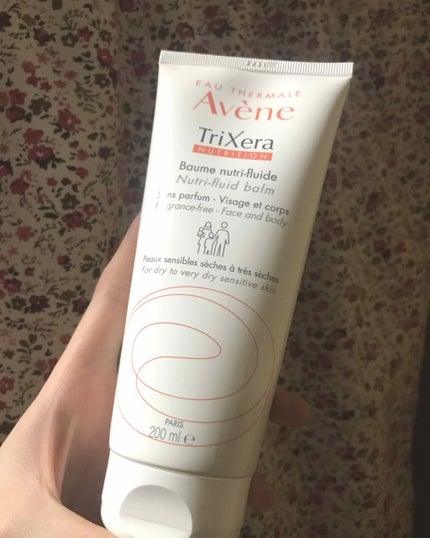 EAU THERMALE
Avène
TriXera
NUTRITION
Baume nutri-fluide
Nutri-fluid balm
Sans parfum - Visage et corps
Fragrance-free - Face and body
Peaux sensibles sèches à très sèches
for dry to very dry sensitive skin
PARIS
200 ml ℮